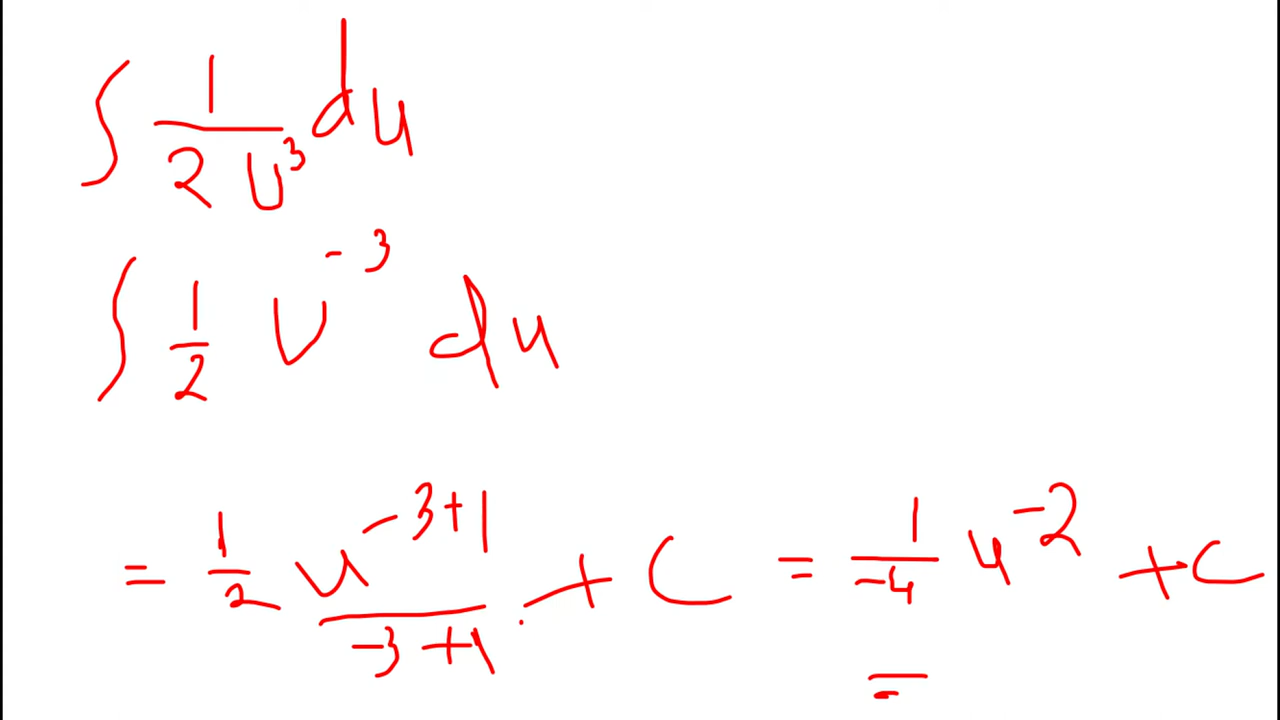 ∫ 1/(2u³) du
∫ 1/2 u⁻³ du
= 1/2 u⁻³⁺¹/(-3+1) + C = 1/(-4) u⁻² + C
=